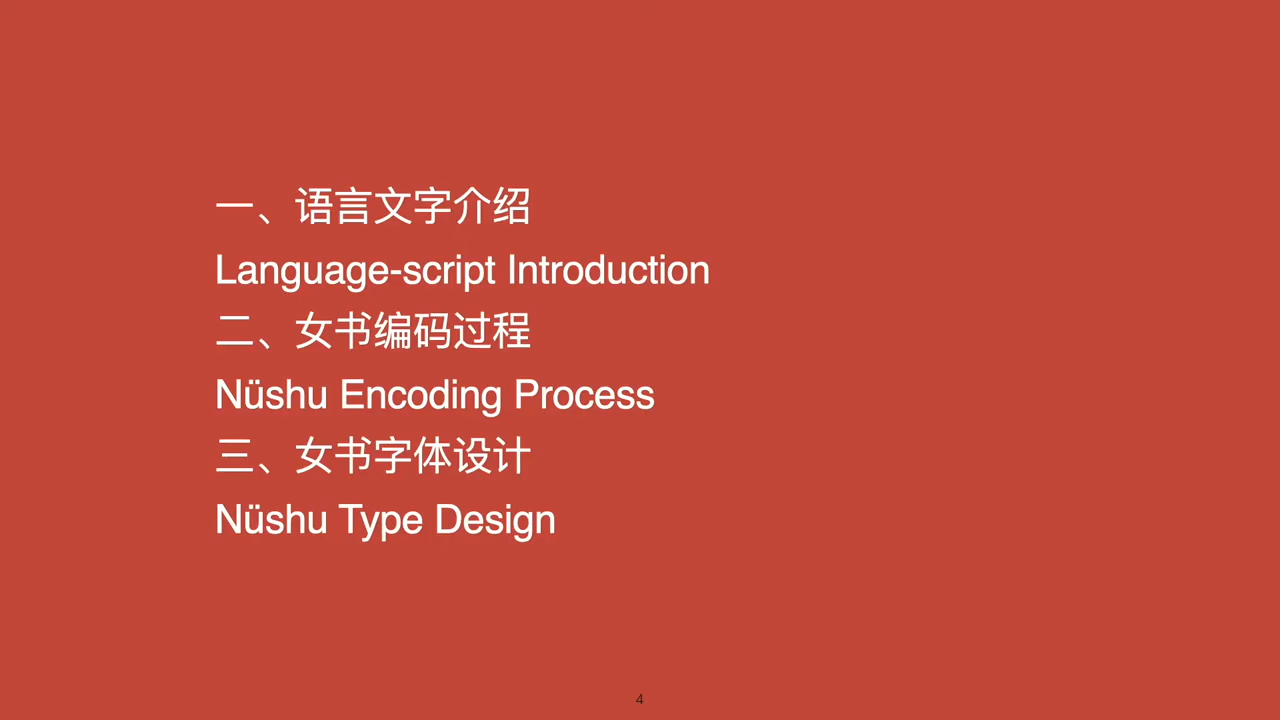 一、语言文字介绍
Language-script Introduction
二、女书编码过程
Nüshu Encoding Process
三、女书字体设计
Nüshu Type Design
4